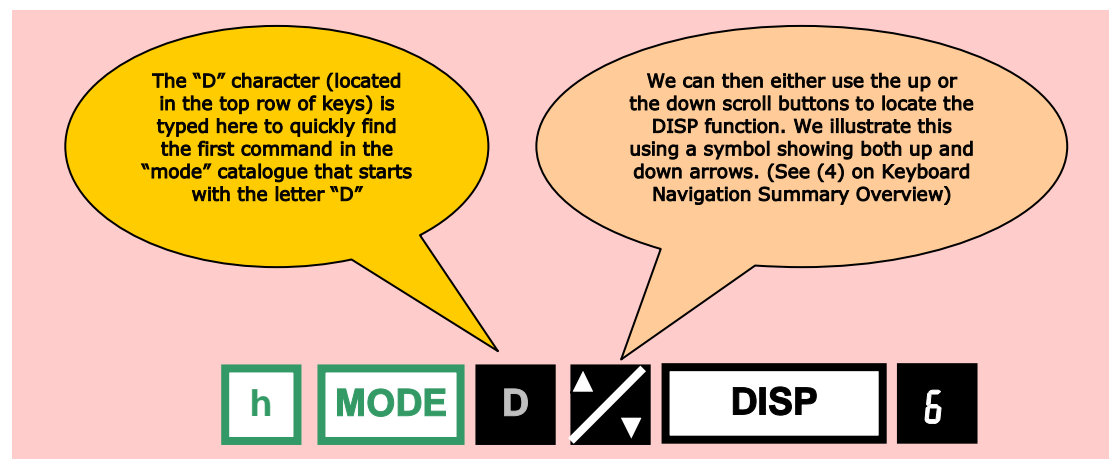 The “D” character (located
in the top row of keys) is
typed here to quickly find
the first command in the
“mode” catalogue that starts
with the letter “D”
We can then either use the up or
the down scroll buttons to locate the
DISP function. We illustrate this
using a symbol showing both up and
down arrows. (See (4) on Keyboard
Navigation Summary Overview)
h MODE D DISP 6